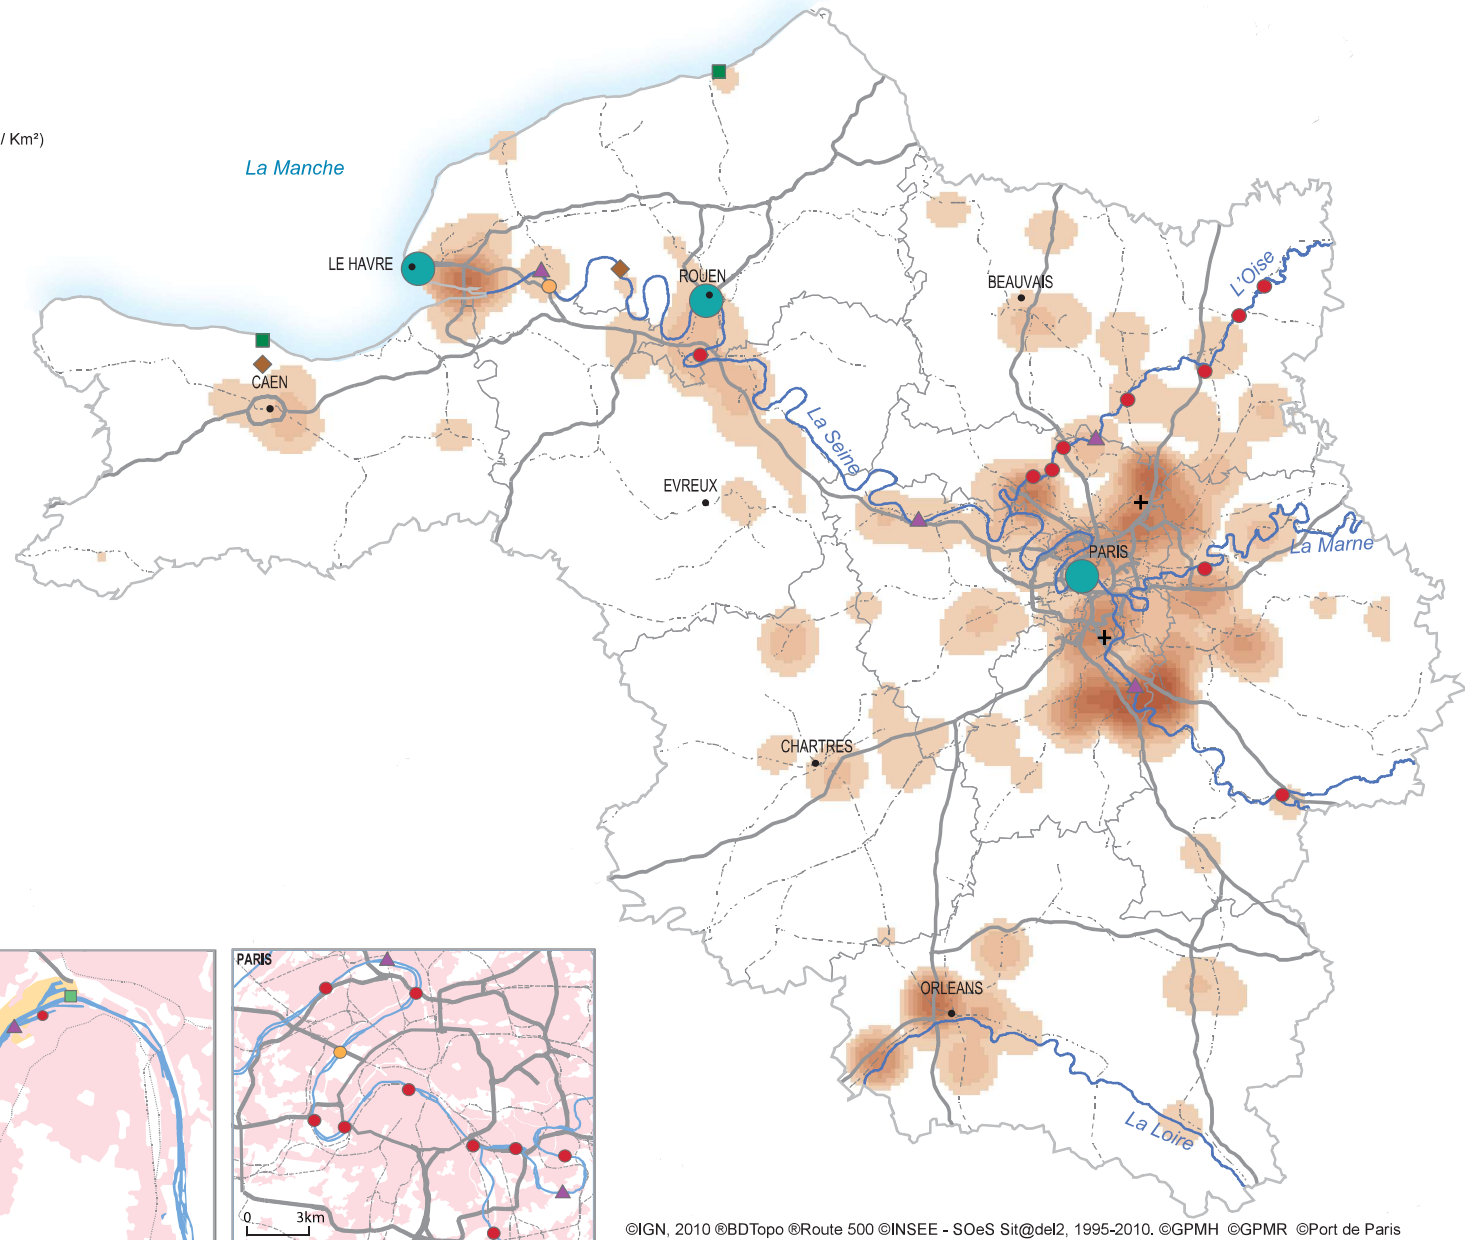 / Km²)
La Manche
LE HAVRE
ROUEN
BEAUVAIS
L'Oise
CAEN
La Seine
EVREUX
PARIS
La Marne
CHARTRES
ORLEANS
La Loire
PARIS
0 3km
©IGN, 2010 ®BDTopo ®Route 500 ©INSEE - SOeS Sit@del2, 1995-2010. ©GPMH ©GPMR ©Port de Paris